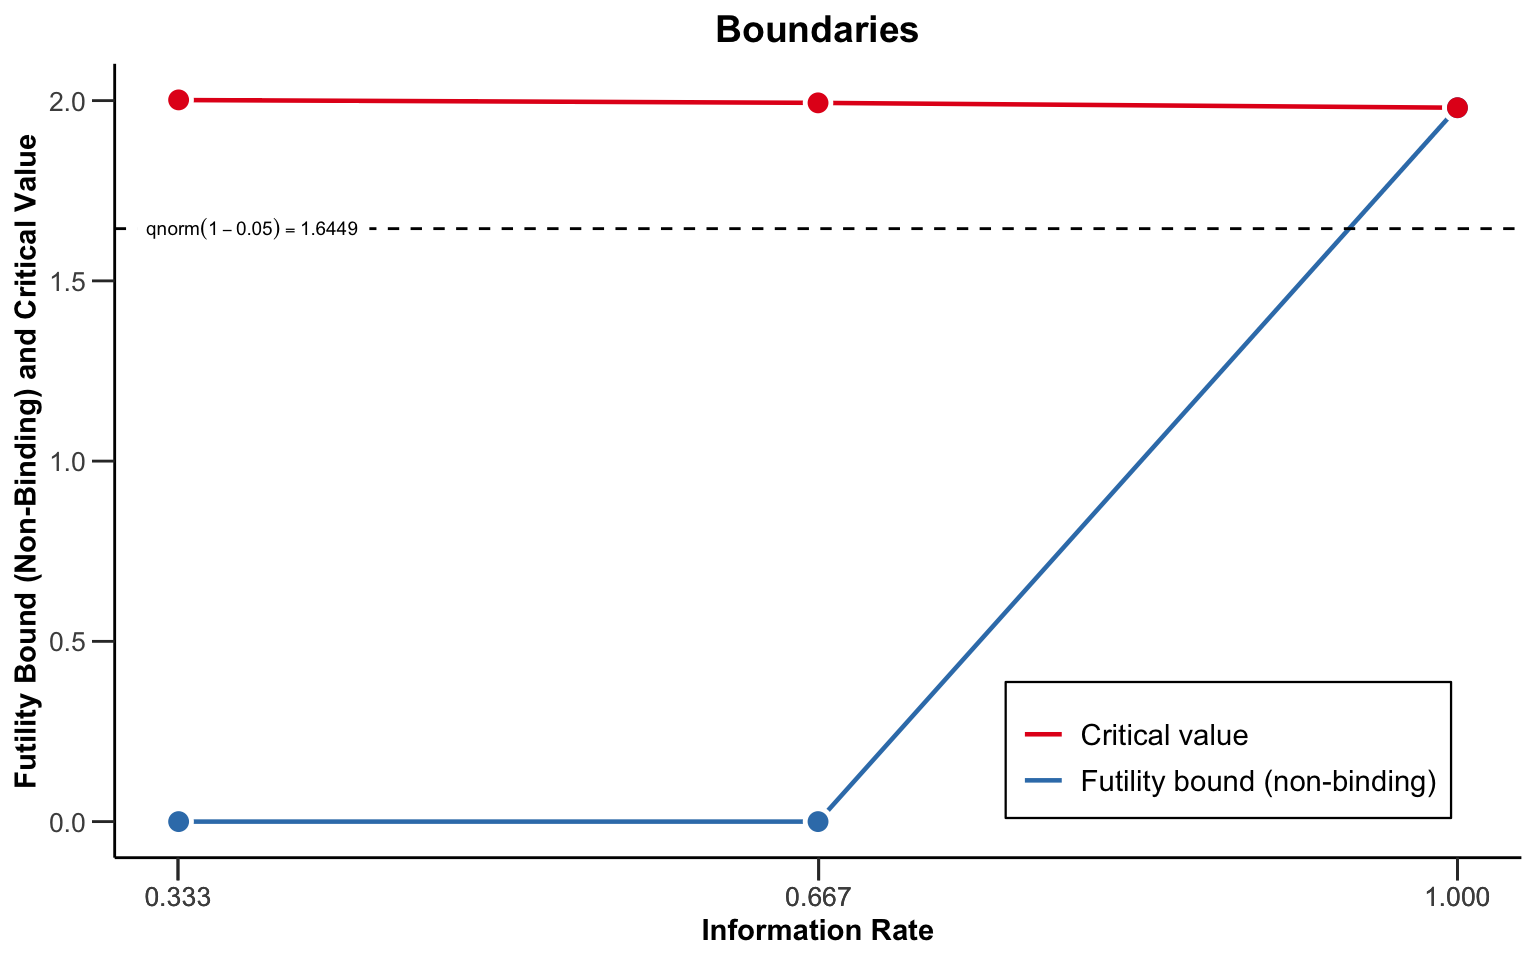 Boundaries
Futility Bound (Non-Binding) and Critical Value
2.0
1.5
1.0
0.5
0.0
qnorm(1 − 0.05) = 1.6449
Critical value
Futility bound (non-binding)
0.333
0.667
1.000
Information Rate